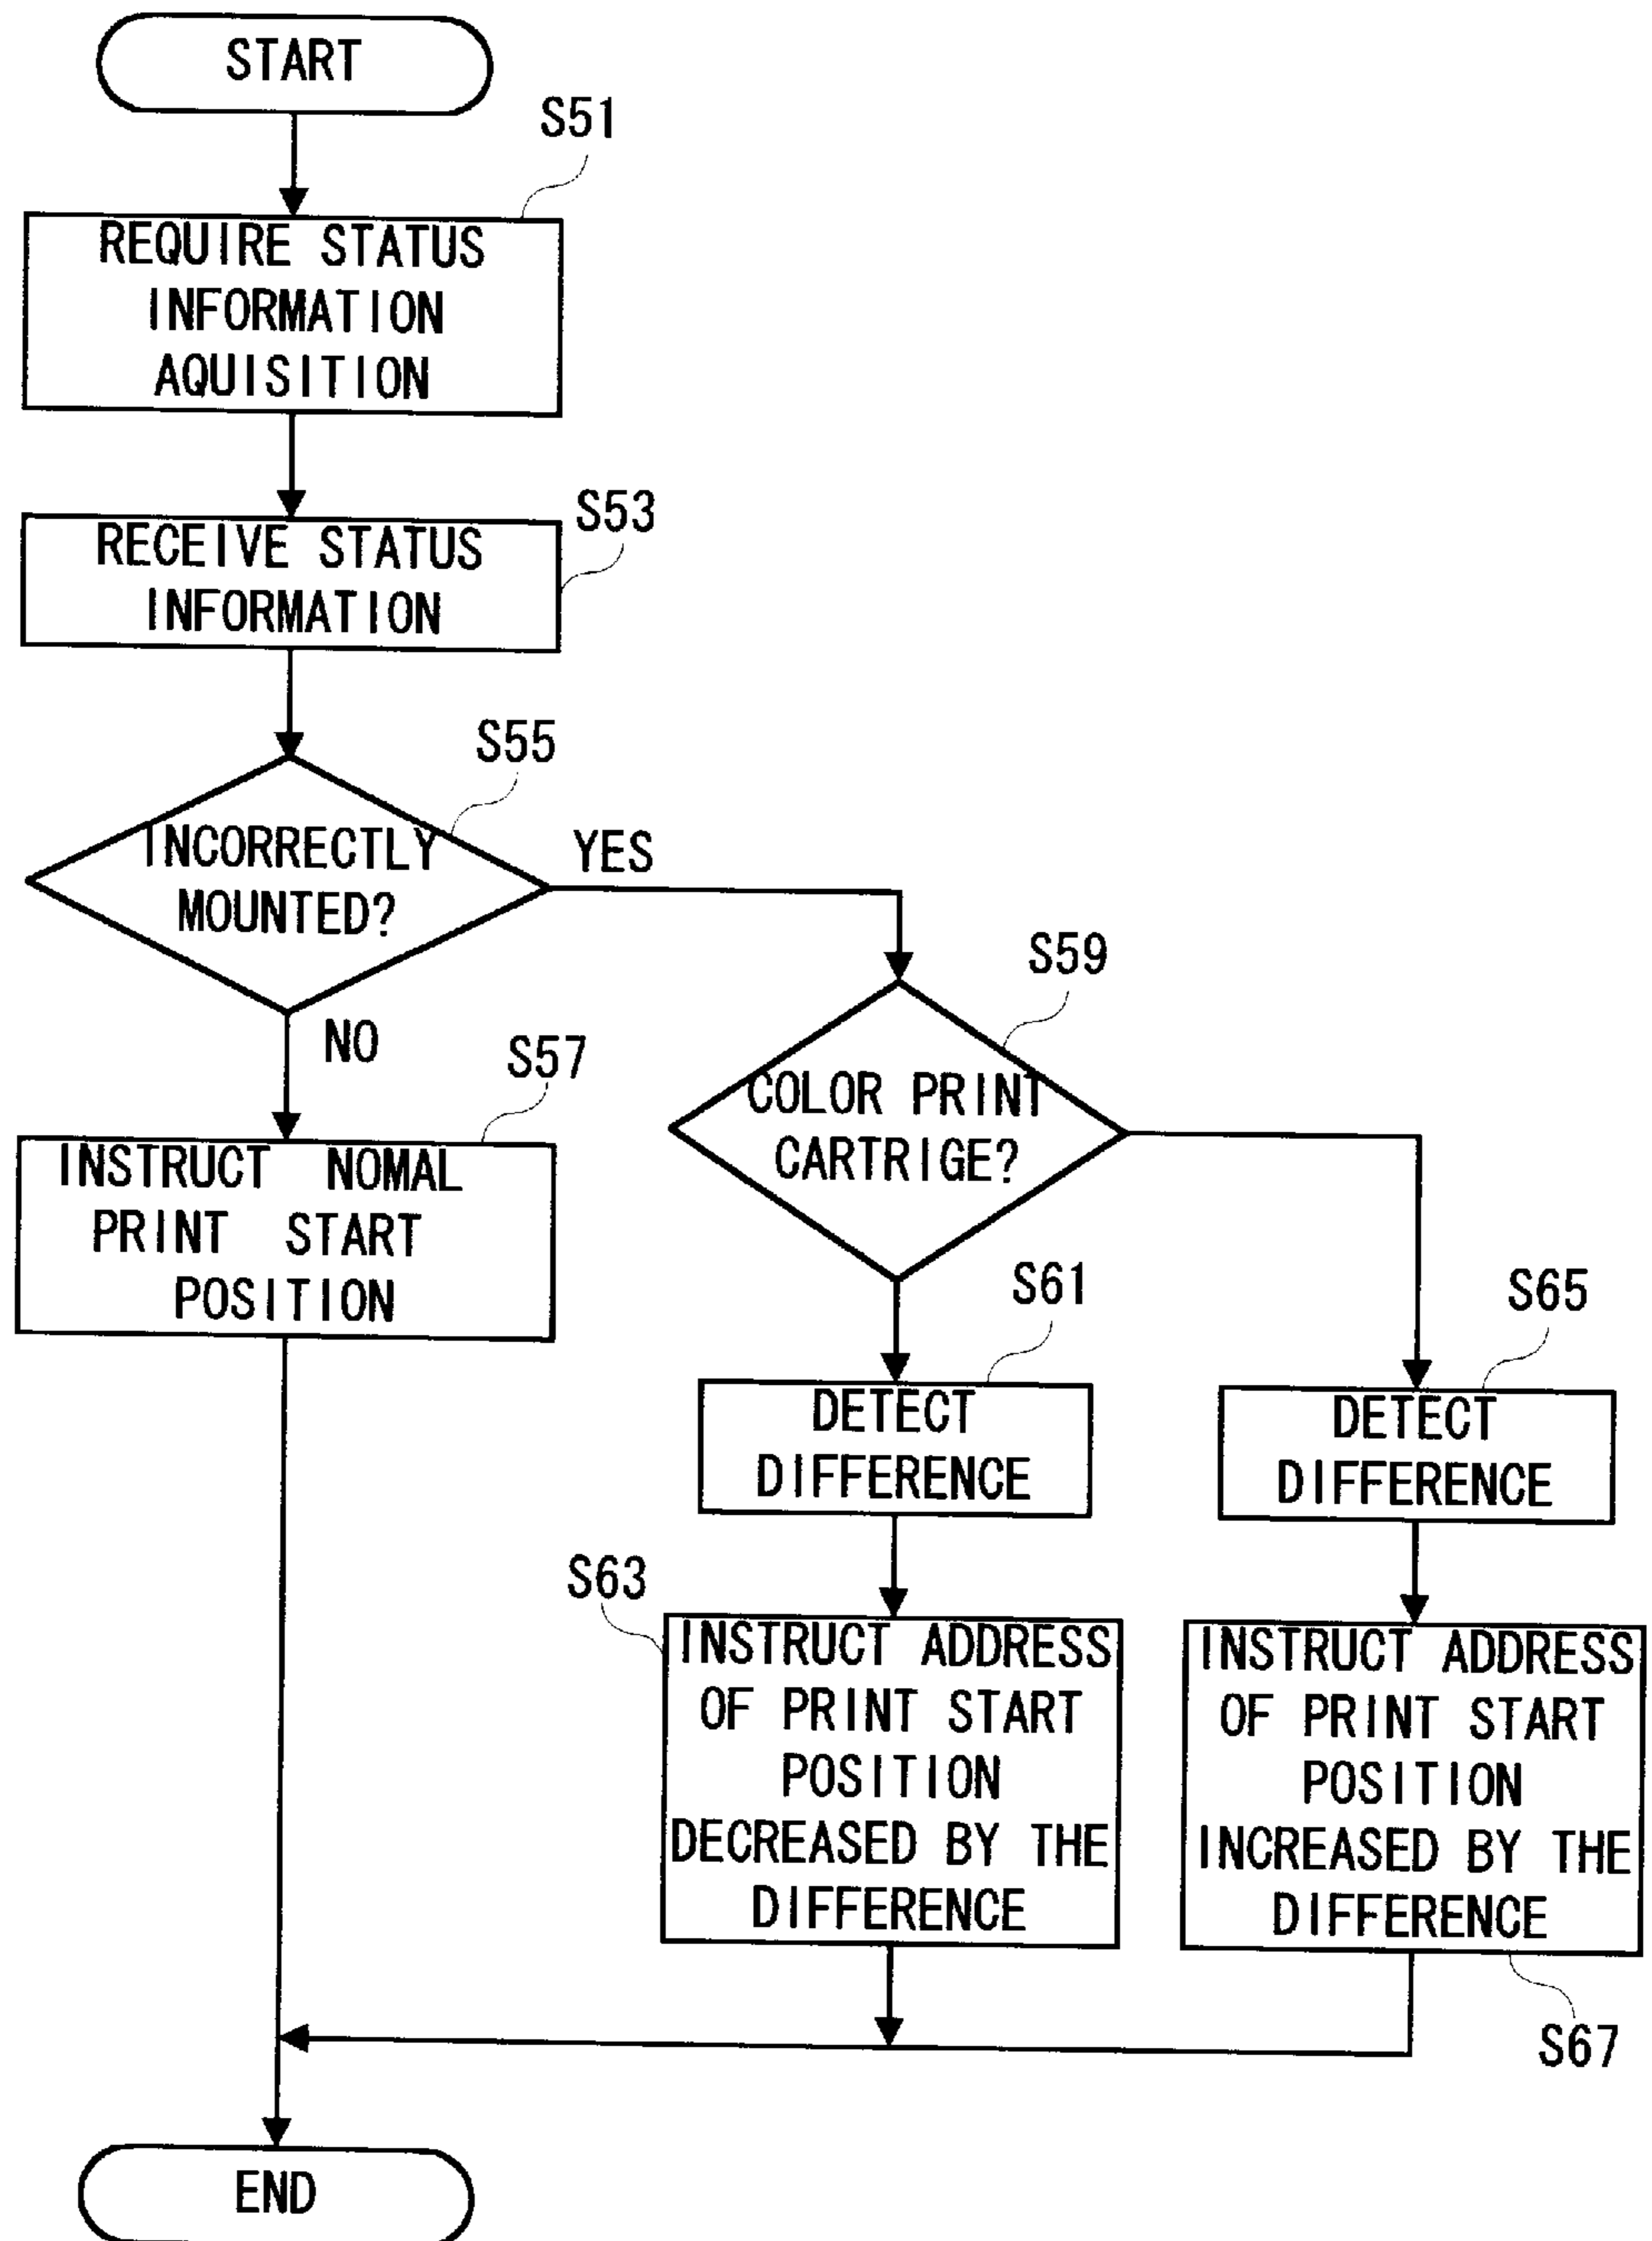 START
S51
REQUIRE STATUS
INFORMATION
AQUISITION
S53
RECEIVE STATUS
INFORMATION
S55
INCORRECTLY
MOUNTED?
YES
NO
S57
INSTRUCT NOMAL
PRINT START
POSITION
S59
COLOR PRINT
CARTRIGE?
S61
DETECT
DIFFERENCE
S63
INSTRUCT ADDRESS
OF PRINT START
POSITION
DECREASED BY THE
DIFFERENCE
S65
DETECT
DIFFERENCE
INSTRUCT ADDRESS
OF PRINT START
POSITION
INCREASED BY THE
DIFFERENCE
S67
END